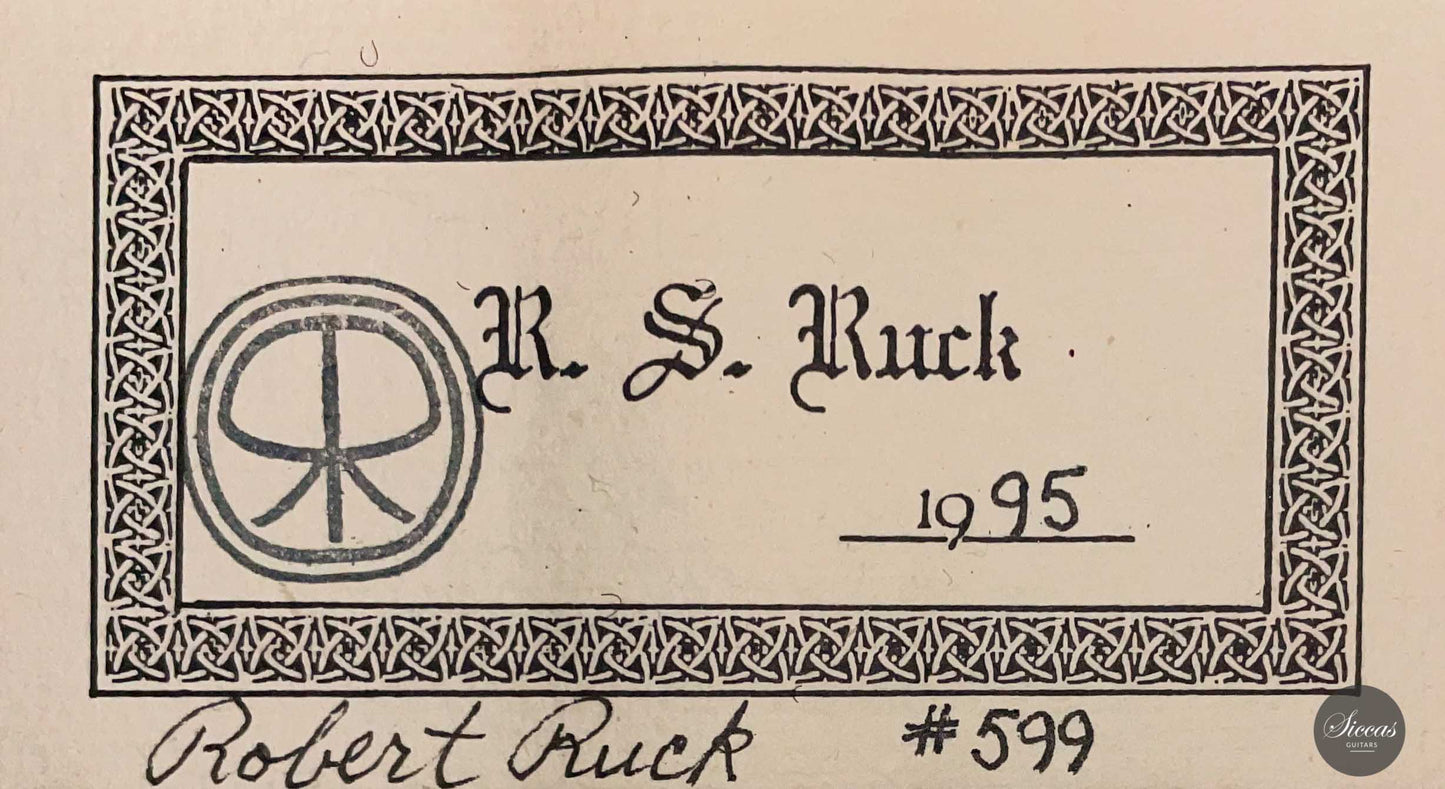 R. S. Ruck
1995
Robert Ruck #599
Siccas
GUITARS